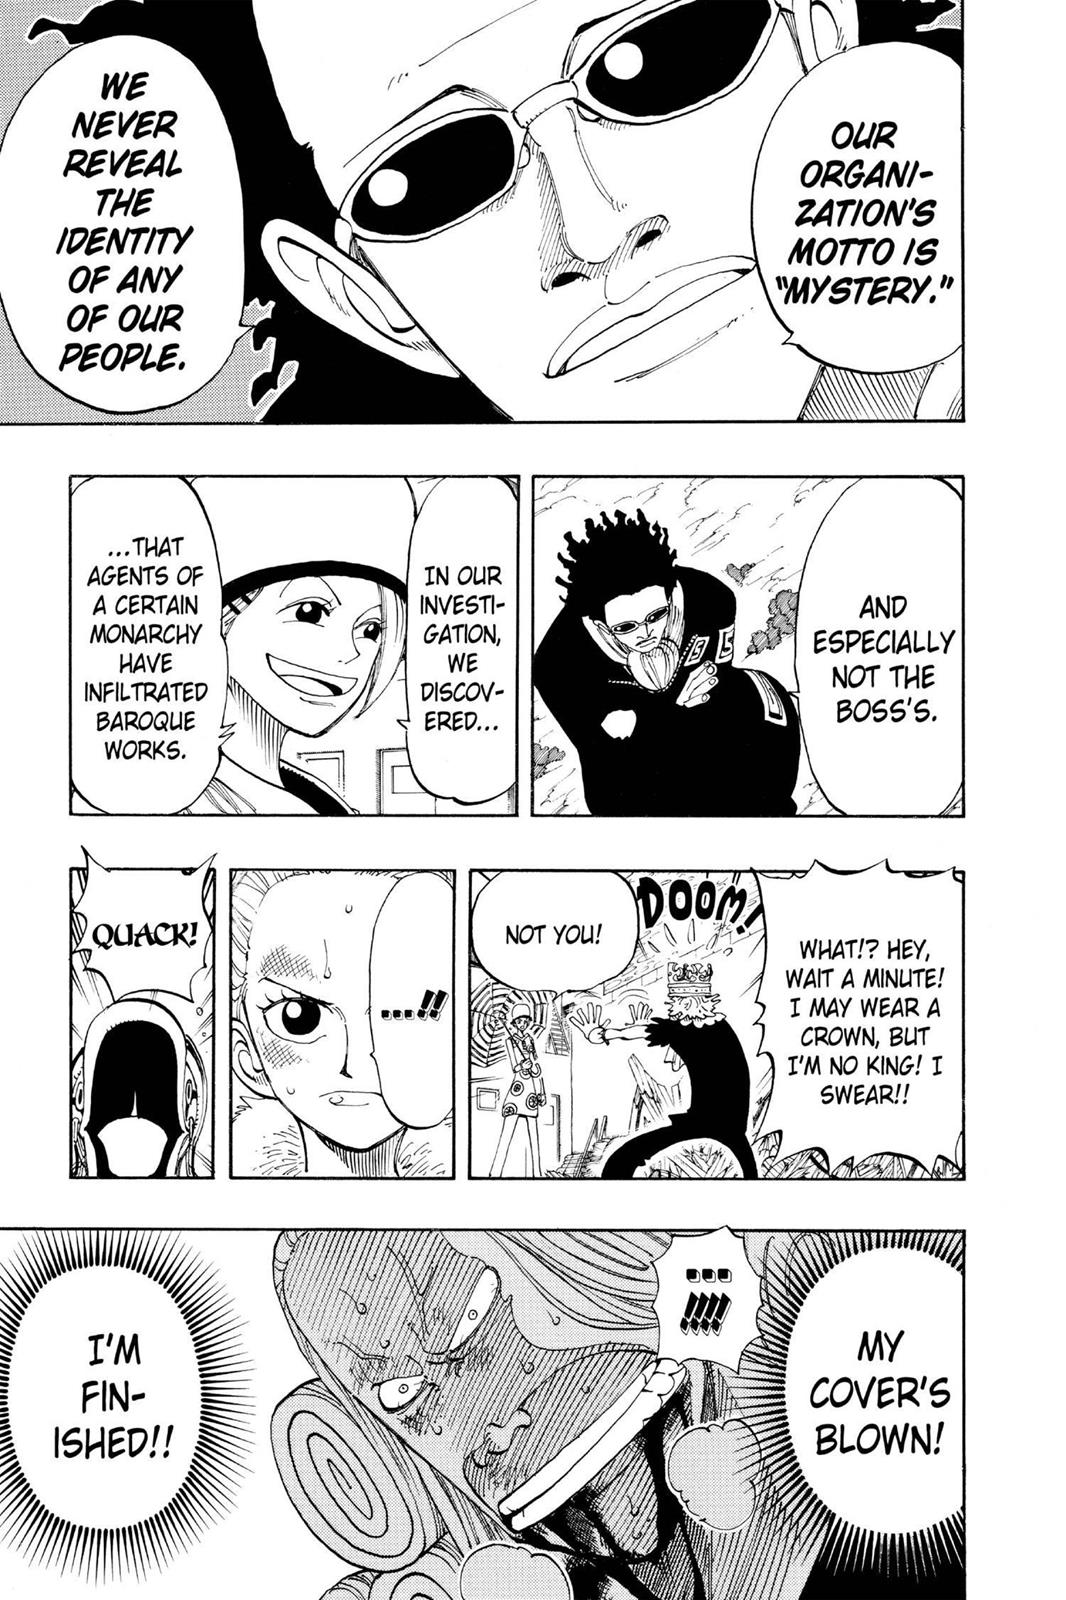 OUR
ORGANI-
ZATION'S
MOTTO IS
"MYSTERY."
WE
NEVER
REVEAL
THE
IDENTITY
OF ANY
OF OUR
PEOPLE.
AND
ESPECIALLY
NOT THE
BOSS'S.
IN OUR
INVESTI-
GATION,
WE
DISCOV-
ERED...
...THAT
AGENTS OF
A CERTAIN
MONARCHY
HAVE
INFILTRATED
BAROQUE
WORKS.
WHAT!? HEY,
WAIT A MINUTE!
I MAY WEAR A
CROWN, BUT
I'M NO KING! I
SWEAR!!
DOOM!
NOT YOU!
.....!!
QUACK!
MY
COVER'S
BLOWN!
...
!!!!
I'M
FIN-
ISHED!!